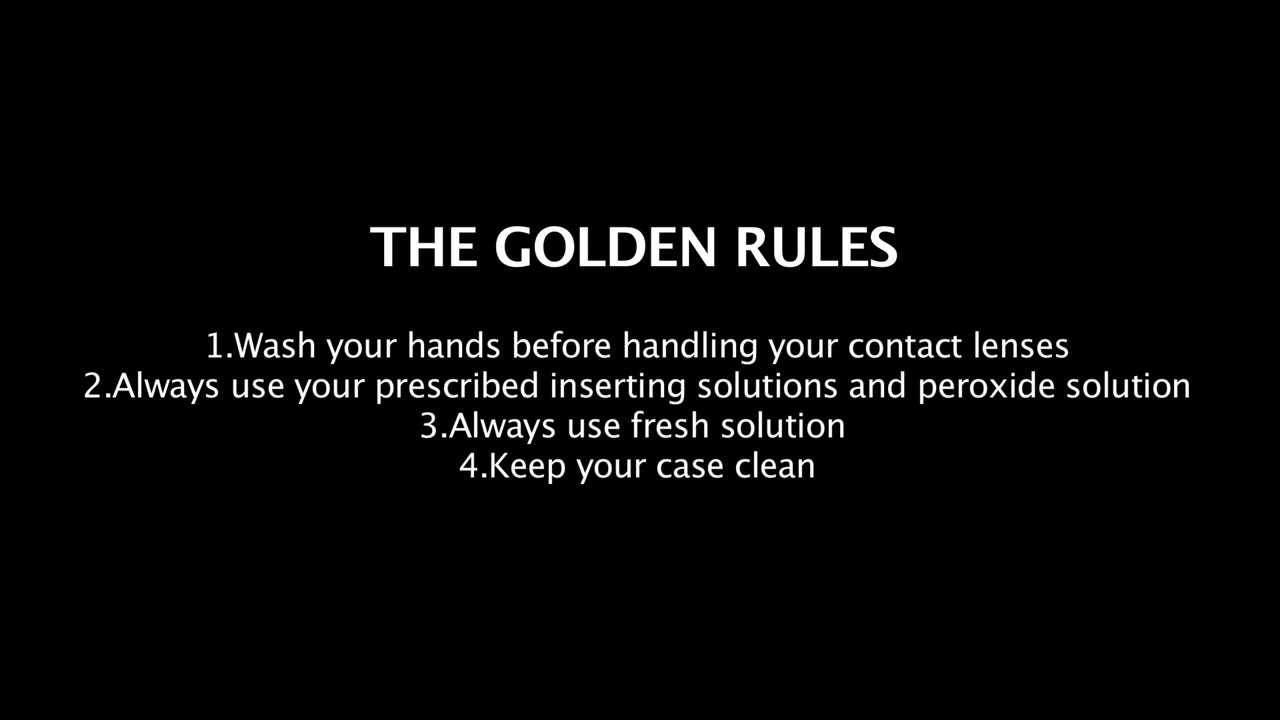 THE GOLDEN RULES
1.Wash your hands before handling your contact lenses
2.Always use your prescribed inserting solutions and peroxide solution
3.Always use fresh solution
4.Keep your case clean